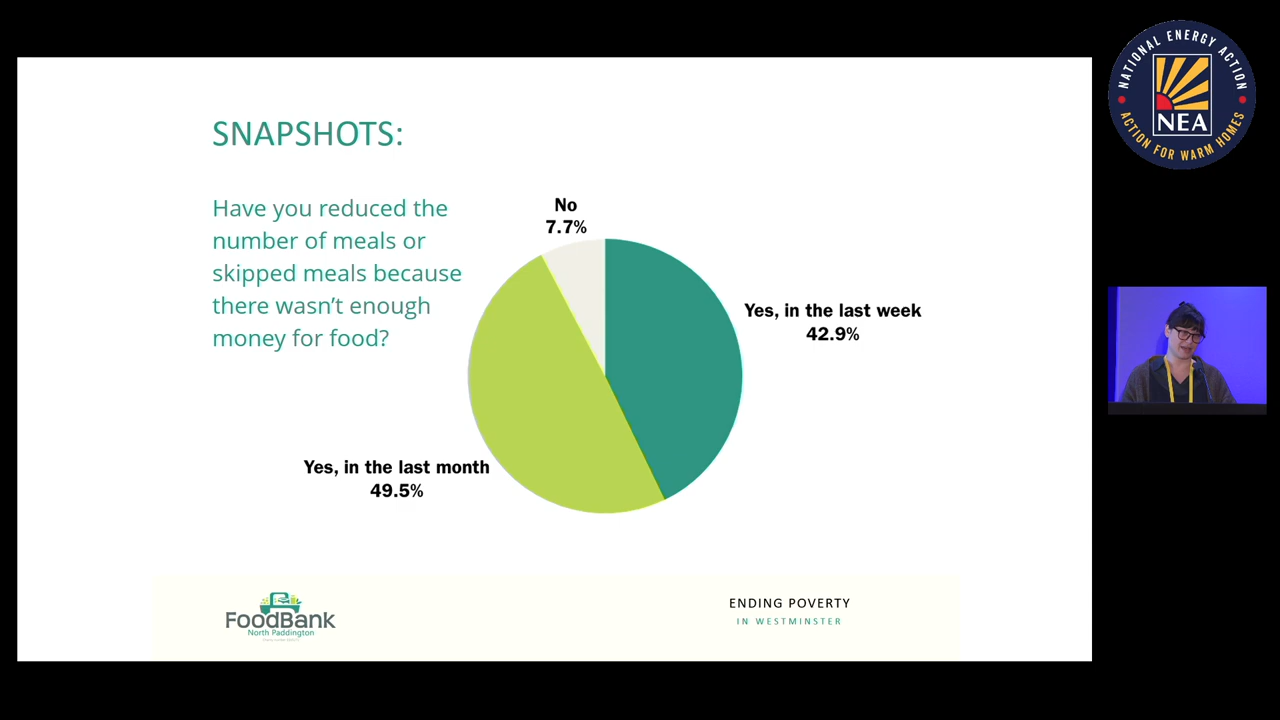 SNAPSHOTS:
Have you reduced the
number of meals or
skipped meals because
there wasn't enough
money for food?
No
7.7%
Yes, in the last week
42.9%
Yes, in the last month
49.5%
FoodBank
North Paddington
ENDING POVERTY
IN WESTMINSTER
NATIONAL ENERGY ACTION
NEA
ACTION FOR WARM HOMES